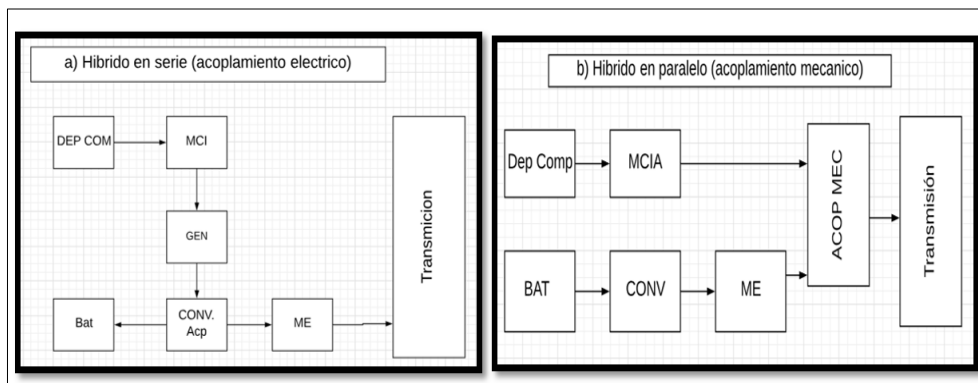 a) Hibrido en serie (acoplamiento electrico)
DEP COM
MCI
GEN
Bat
CONV.
Acp
ME
Transmicion
b) Hibrido en paralelo (acoplamiento mecanico)
Dep Comp
MCIA
BAT
CONV
ME
ACOP MEC
Transmisión